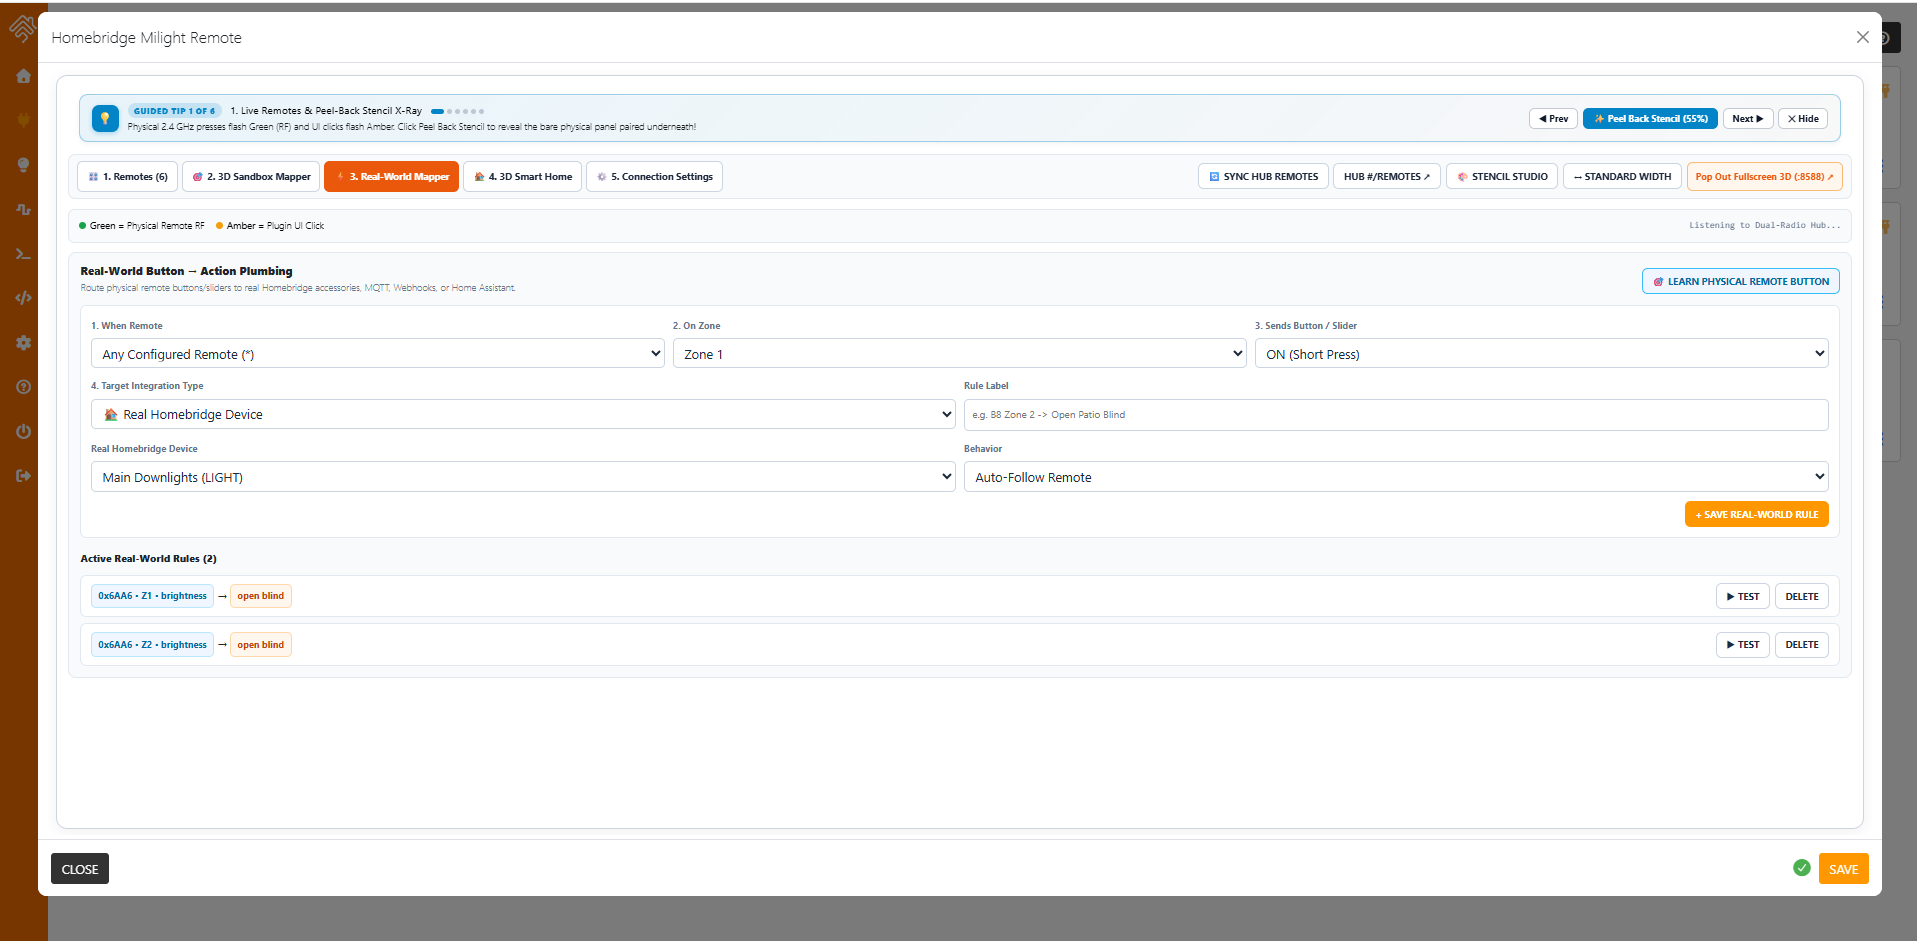 Homebridge Milight Remote
GUIDED TIP 1 OF 6 1. Live Remotes & Peel-Back Stencil X-Ray
Physical 2.4 GHz presses flash Green (RF) and UI clicks flash Amber. Click Peel Back Stencil to reveal the bare physical panel paired underneath!
◀ Prev ✨ Peel Back Stencil (55%) Next ▶ ✕ Hide
1. Remotes (6) 2. 3D Sandbox Mapper 3. Real-World Mapper 4. 3D Smart Home 5. Connection Settings SYNC HUB REMOTES HUB #/REMOTES ↗ STENCIL STUDIO ↔ STANDARD WIDTH Pop Out Fullscreen 3D (:8588) ↗
Green = Physical Remote RF Amber = Plugin UI Click Listening to Dual-Radio Hub...
Real-World Button → Action Plumbing
Route physical remote buttons/sliders to real Homebridge accessories, MQTT, Webhooks, or Home Assistant.
LEARN PHYSICAL REMOTE BUTTON
1. When Remote 2. On Zone 3. Sends Button / Slider
Any Configured Remote (*) Zone 1 ON (Short Press)
4. Target Integration Type Rule Label
Real Homebridge Device e.g. B8 Zone 2 -> Open Patio Blind
Real Homebridge Device Behavior
Main Downlights (LIGHT) Auto-Follow Remote
+ SAVE REAL-WORLD RULE
Active Real-World Rules (2)
0x6AA6 • Z1 • brightness → open blind ▶ TEST DELETE
0x6AA6 • Z2 • brightness → open blind ▶ TEST DELETE
CLOSE SAVE